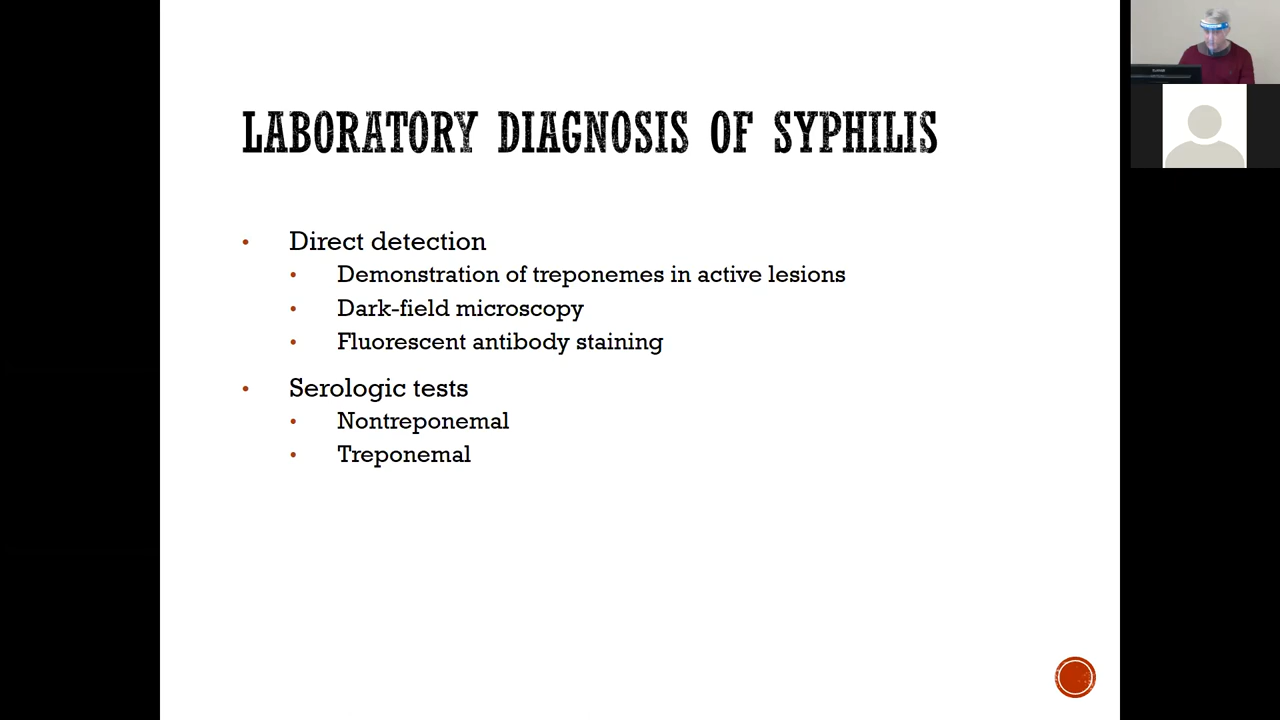 LABORATORY DIAGNOSIS OF SYPHILIS
• Direct detection
• Demonstration of treponemes in active lesions
• Dark-field microscopy
• Fluorescent antibody staining
• Serologic tests
• Nontreponemal
• Treponemal